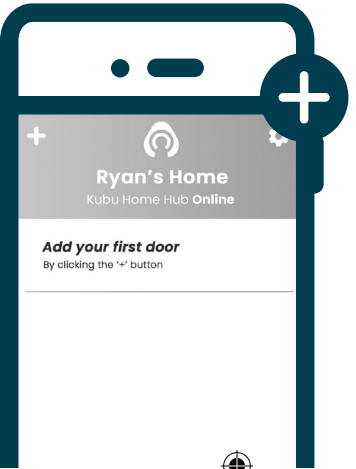 Ryan's Home
Kubu Home Hub Online
Add your first door
By clicking the '+' button